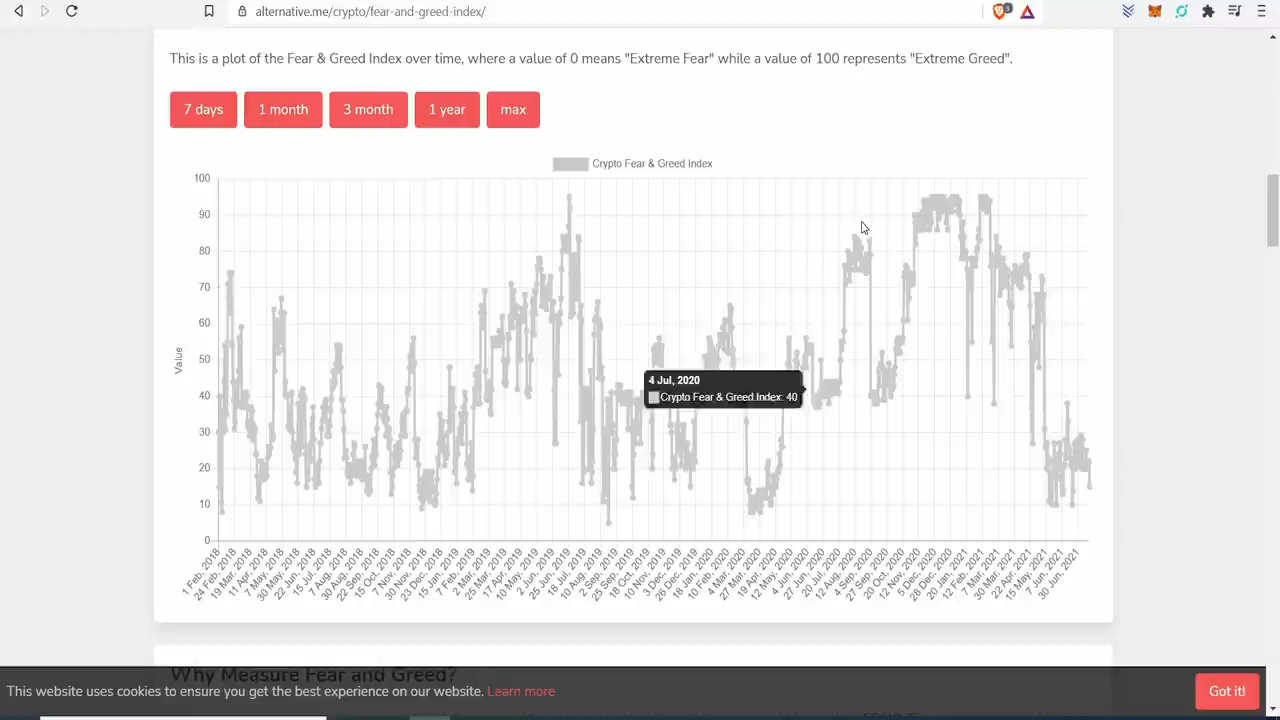 alternative.me/crypto/fear-and-greed-index/
This is a plot of the Fear & Greed Index over time, where a value of 0 means "Extreme Fear" while a value of 100 represents "Extreme Greed".
7 days 1 month 3 month 1 year max
Crypto Fear & Greed Index
100
90
80
70
60
50
40
30
20
10
0
Value
4 Jul, 2020
Crypto Fear & Greed Index: 40
1 Feb, 2018
24 Feb, 2018
19 Mar, 2018
11 Apr, 2018
7 May, 2018
30 May, 2018
22 Jun, 2018
15 Jul, 2018
7 Aug, 2018
30 Aug, 2018
22 Sep, 2018
15 Oct, 2018
7 Nov, 2018
30 Nov, 2018
23 Dec, 2018
15 Jan, 2019
7 Feb, 2019
2 Mar, 2019
25 Mar, 2019
17 Apr, 2019
10 May, 2019
2 Jun, 2019
25 Jun, 2019
18 Jul, 2019
10 Aug, 2019
2 Sep, 2019
25 Sep, 2019
18 Oct, 2019
10 Nov, 2019
3 Dec, 2019
26 Dec, 2019
18 Jan, 2020
10 Feb, 2020
4 Mar, 2020
27 Mar, 2020
19 Apr, 2020
12 May, 2020
4 Jun, 2020
27 Jun, 2020
20 Jul, 2020
12 Aug, 2020
4 Sep, 2020
27 Sep, 2020
20 Oct, 2020
12 Nov, 2020
5 Dec, 2020
28 Dec, 2020
20 Jan, 2021
12 Feb, 2021
7 Mar, 2021
30 Mar, 2021
22 Apr, 2021
15 May, 2021
7 Jun, 2021
30 Jun, 2021
Why Measure Fear and Greed?
This website uses cookies to ensure you get the best experience on our website. Learn more
Got it!